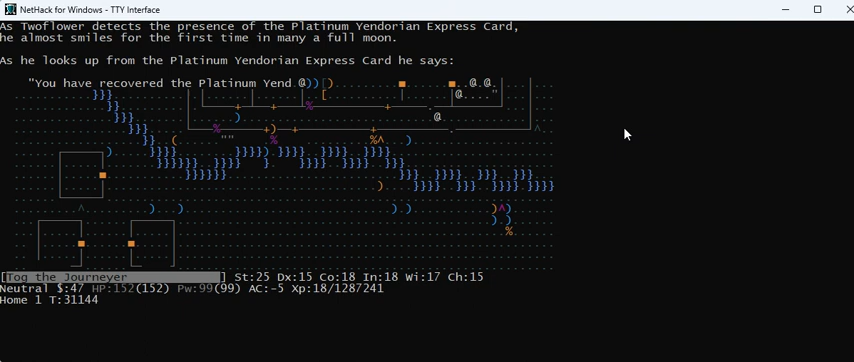 NetHack for Windows - TTY Interface
As Twoflower detects the presence of the Platinum Yendorian Express Card,
he almost smiles for the first time in many a full moon.
As he looks up from the Platinum Yendorian Express Card he says:
"You have recovered the Platinum Yend
[Tog the Journeyer ] St:25 Dx:15 Co:18 In:18 Wi:17 Ch:15
Neutral $:47 HP:152(152) Pw:99(99) AC:-5 Xp:18/1287241
Home 1 T:31144